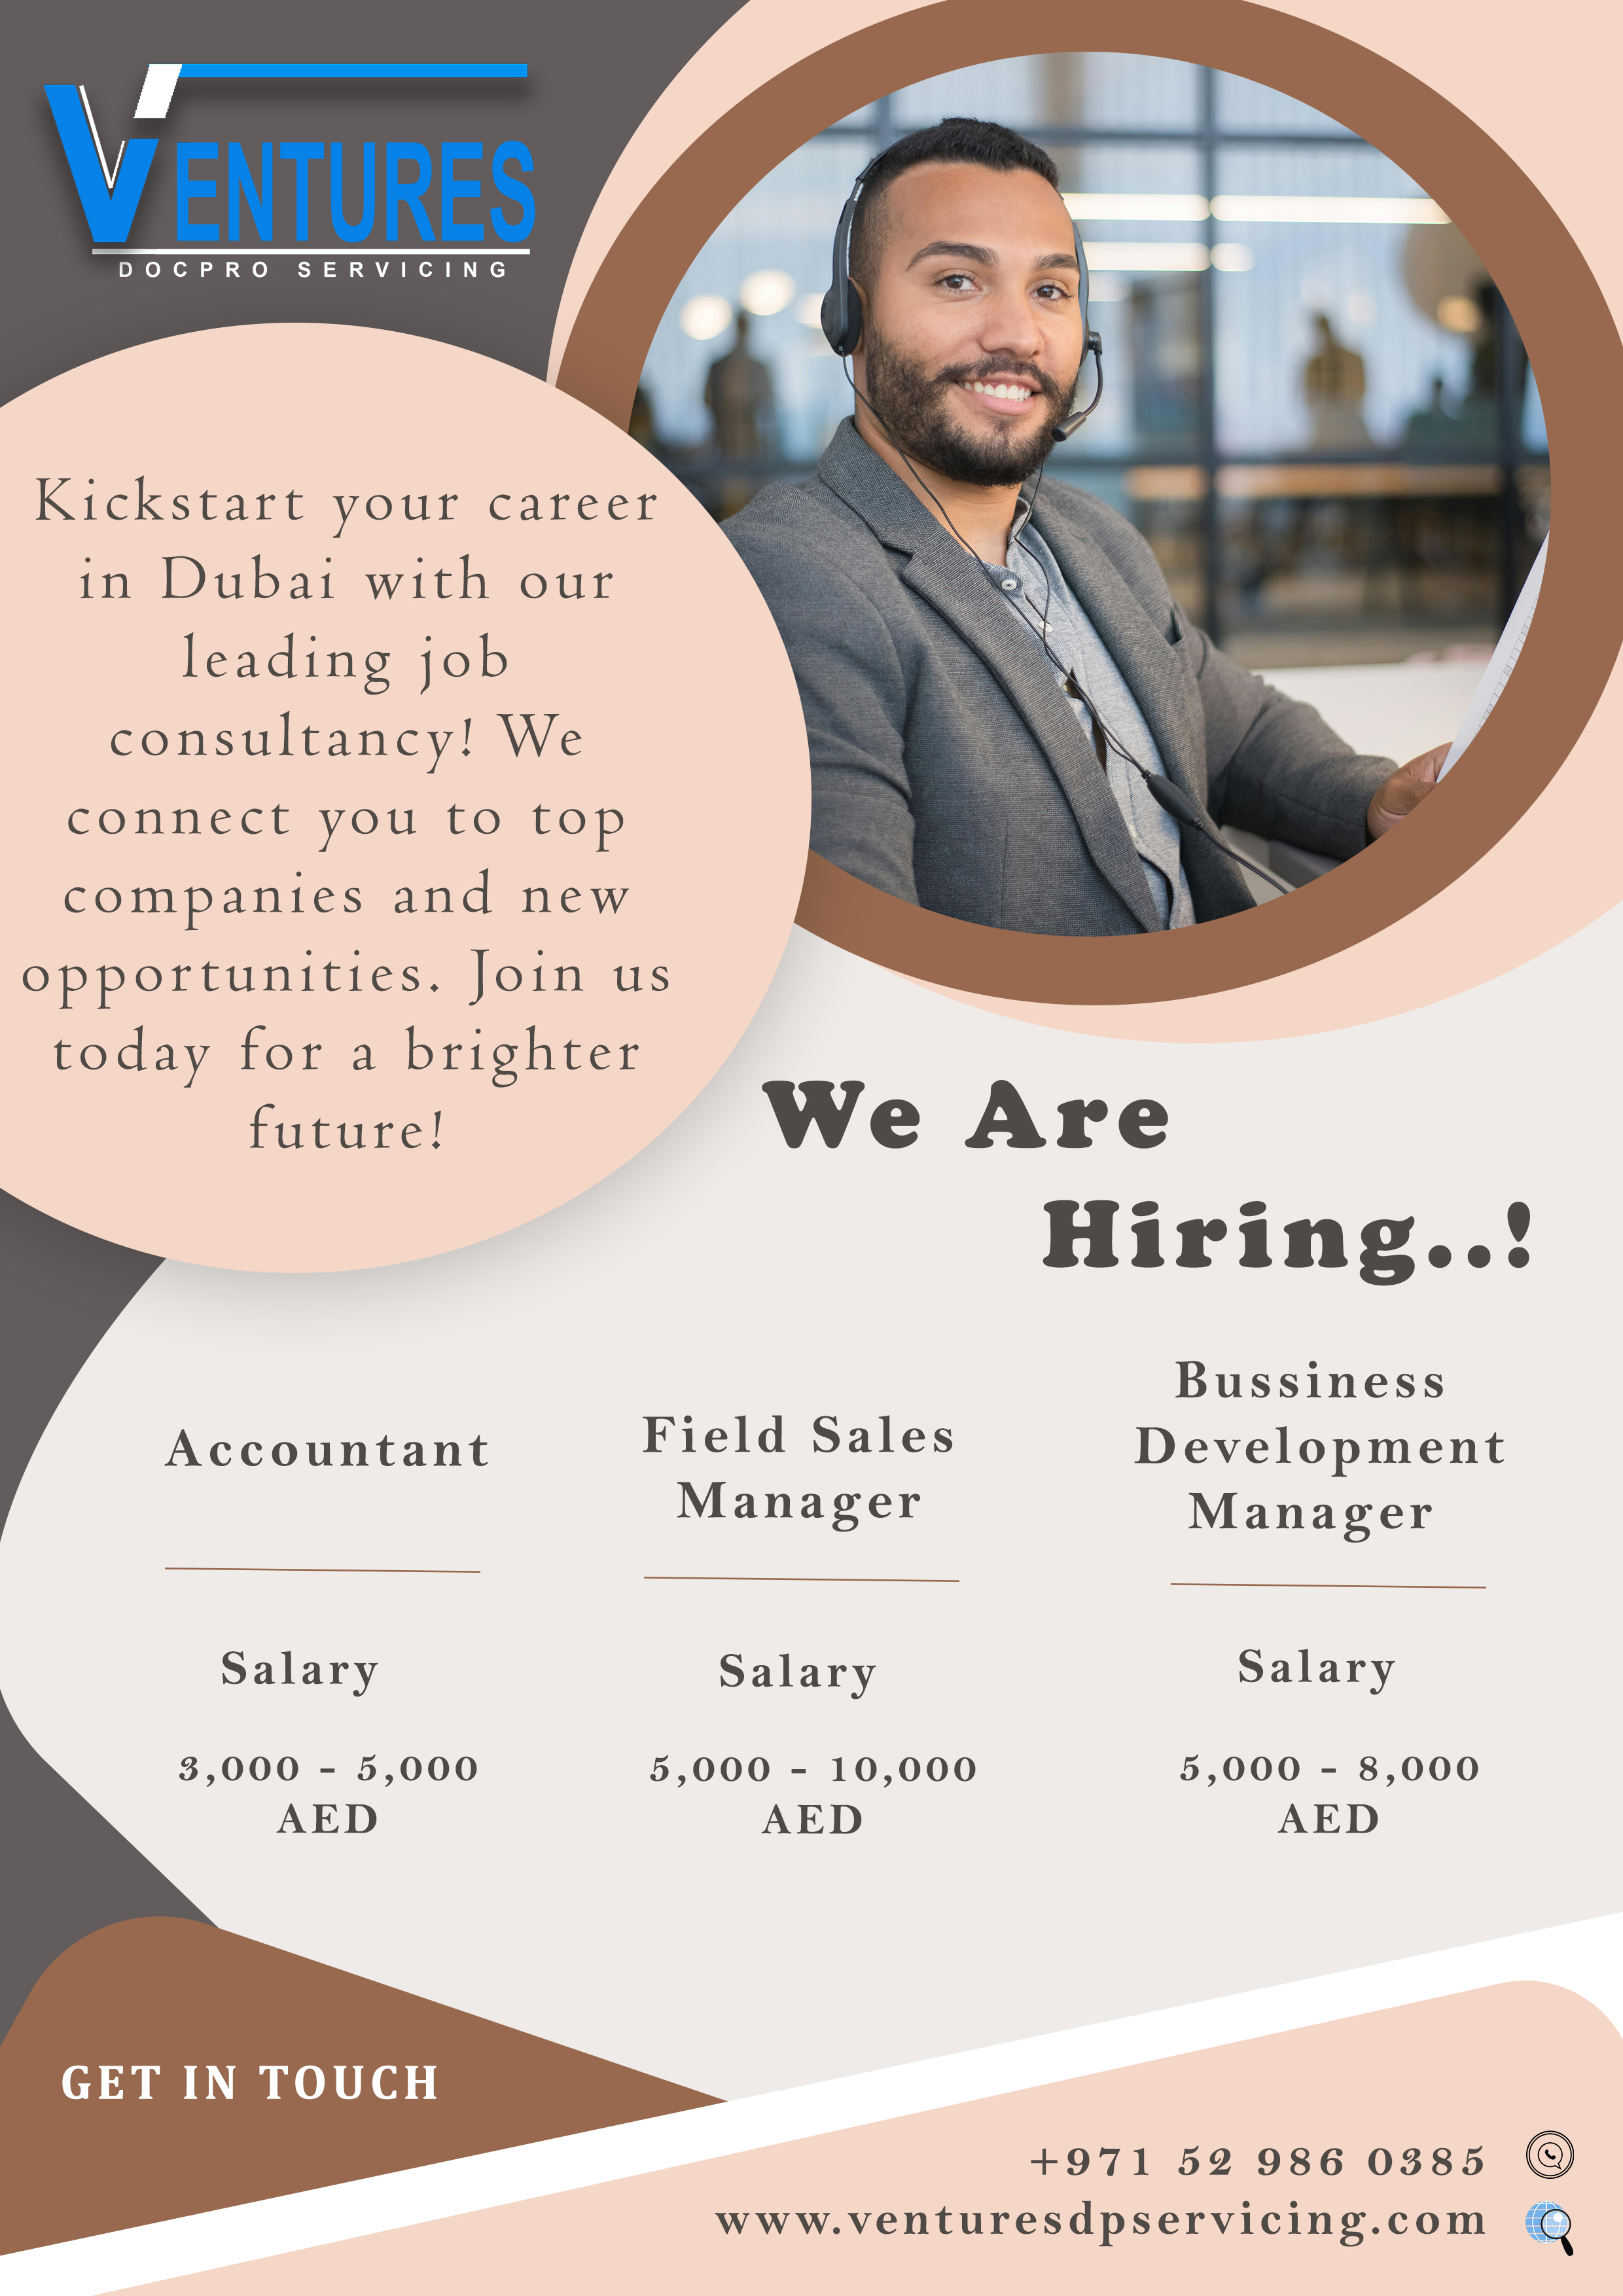 VENTURES
DOCPRO SERVICING
Kickstart your career
in Dubai with our
leading job
consultancy! We
connect you to top
companies and new
opportunities. Join us
today for a brighter
future!
We Are
Hiring..!
Accountant
Salary
3,000 - 5,000
AED
Field Sales
Manager
Salary
5,000 - 10,000
AED
Bussiness
Development
Manager
Salary
5,000 - 8,000
AED
GET IN TOUCH
+971 52 986 0385
www.venturesdpservicing.com